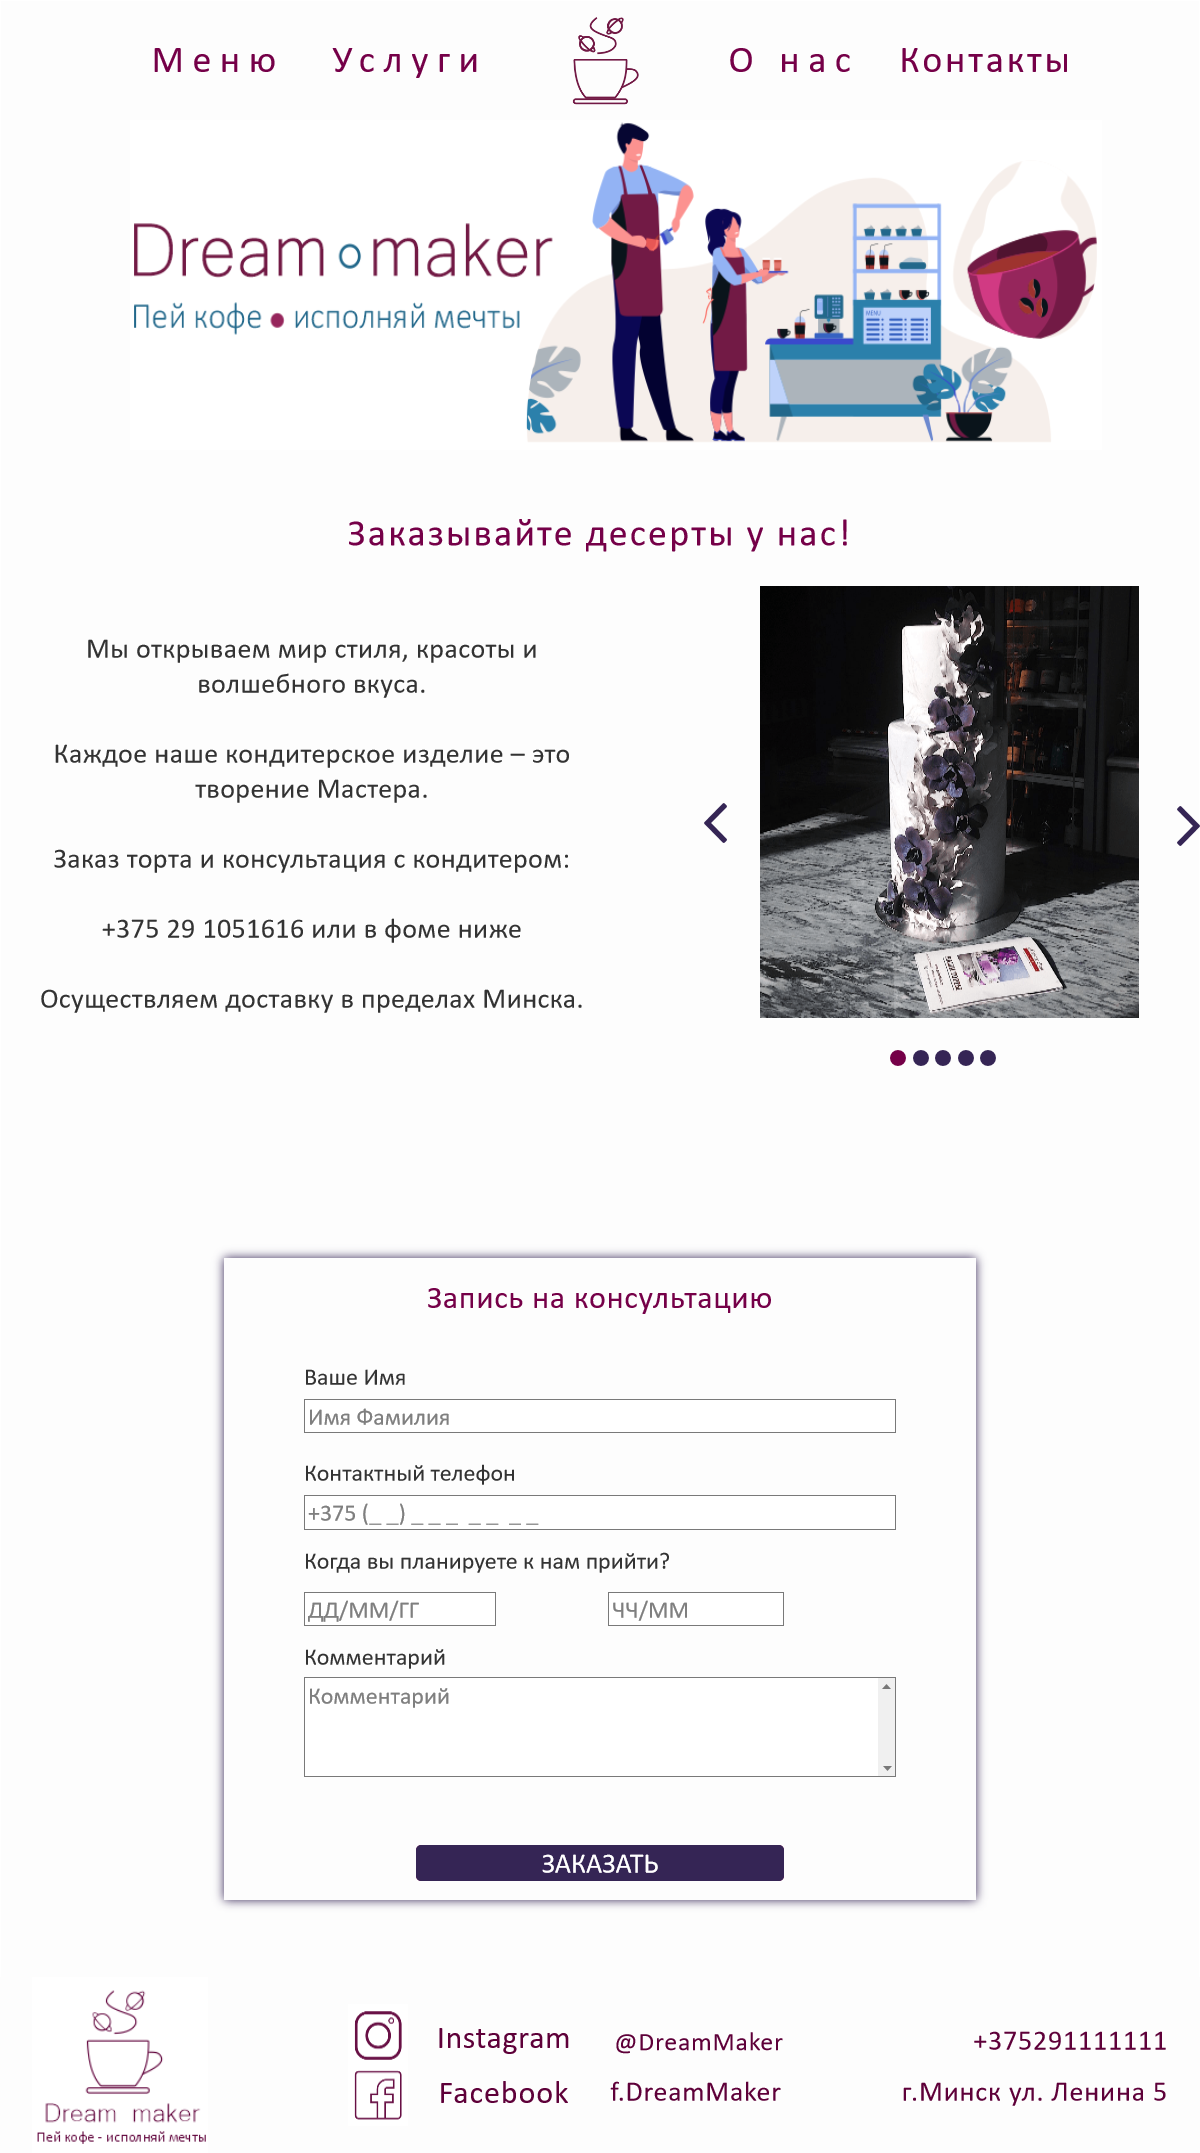 Меню Услуги О нас Контакты
Dream maker
Пей кофе • исполняй мечты
MENU
Заказывайте десерты у нас!
Мы открываем мир стиля, красоты и
волшебного вкуса.
Каждое наше кондитерское изделие – это
творение Мастера.
Заказ торта и консультация с кондитером:
+375 29 1051616 или в фоме ниже
Осуществляем доставку в пределах Минска.
Запись на консультацию
Ваше Имя
Имя Фамилия
Контактный телефон
+375 (_ _) _ _ _ _ _ _ _
Когда вы планируете к нам прийти?
ДД/ММ/ГГ ЧЧ/ММ
Комментарий
Комментарий
ЗАКАЗАТЬ
Dream maker
Пей кофе - исполняй мечты
Instagram @DreamMaker
Facebook f.DreamMaker
+375291111111
г.Минск ул. Ленина 5